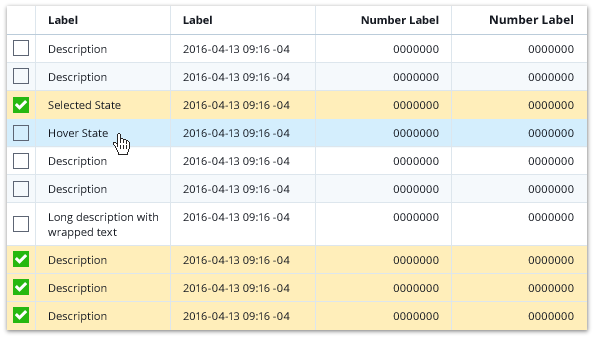 Label Label Number Label Number Label
Description 2016-04-13 09:16 -04 0000000 0000000
Description 2016-04-13 09:16 -04 0000000 0000000
Selected State 2016-04-13 09:16 -04 0000000 0000000
Hover State 2016-04-13 09:16 -04 0000000 0000000
Description 2016-04-13 09:16 -04 0000000 0000000
Description 2016-04-13 09:16 -04 0000000 0000000
Long description with 2016-04-13 09:16 -04 0000000 0000000
wrapped text
Description 2016-04-13 09:16 -04 0000000 0000000
Description 2016-04-13 09:16 -04 0000000 0000000
Description 2016-04-13 09:16 -04 0000000 0000000